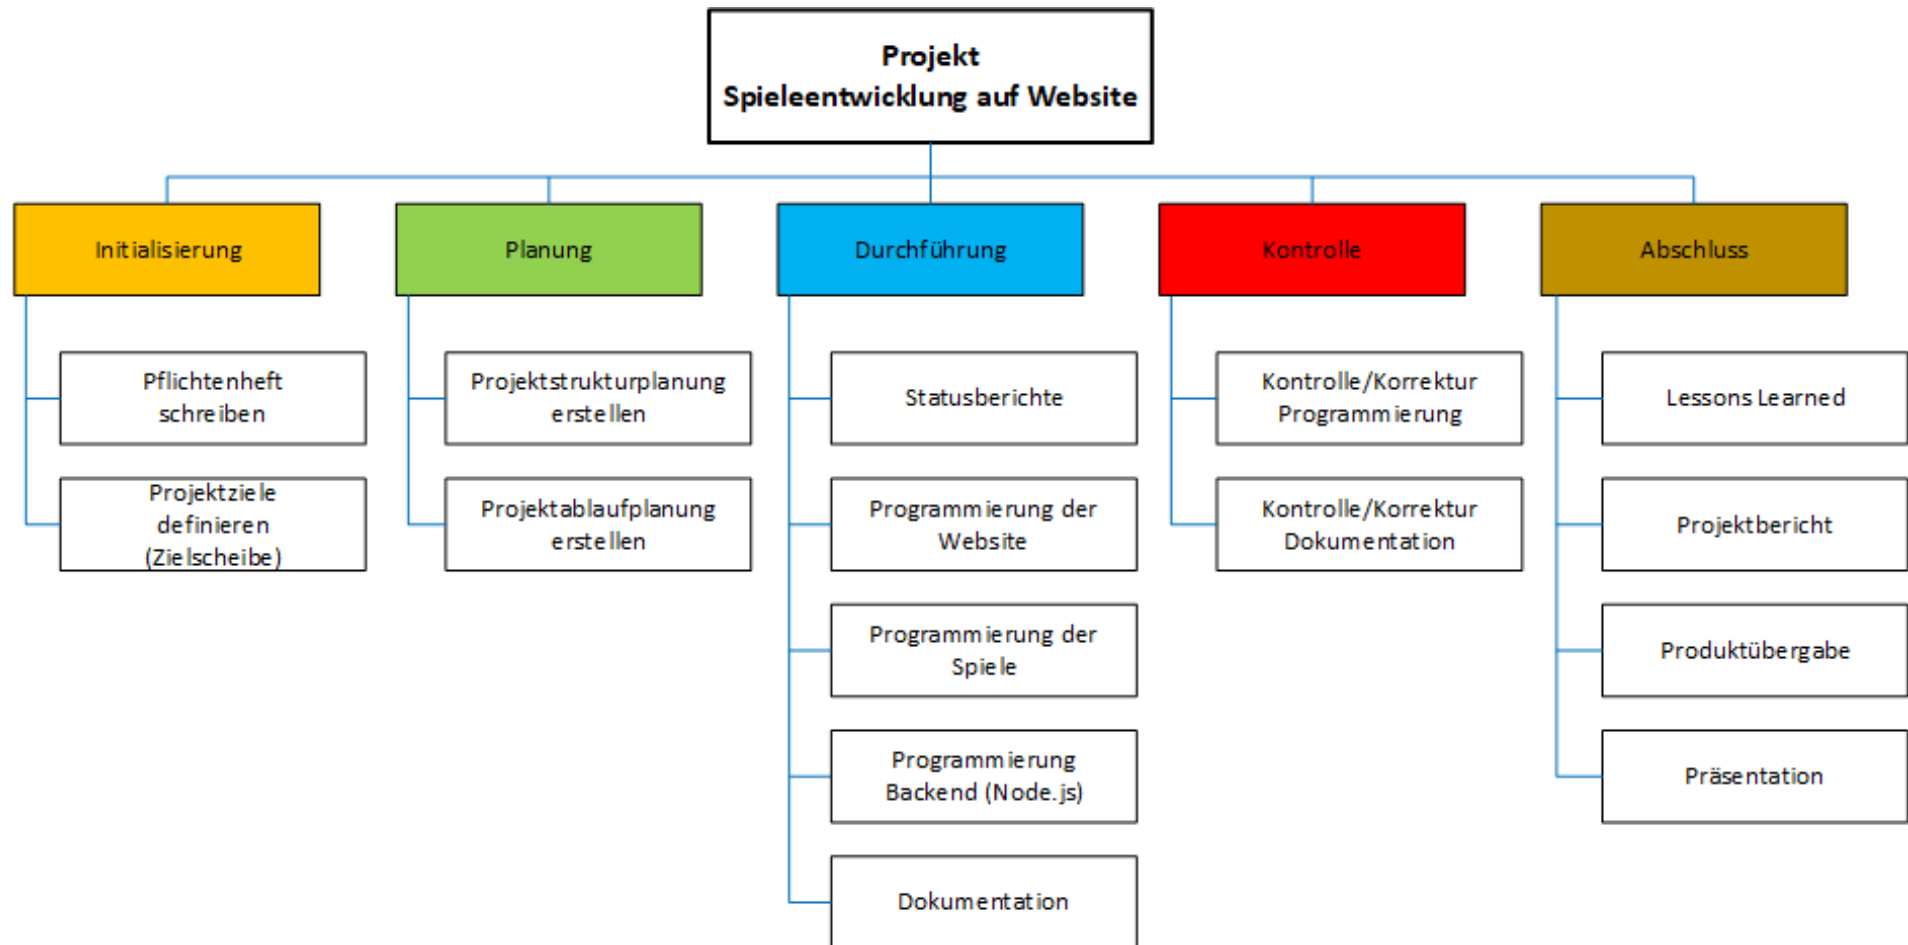 Projekt
Spieleentwicklung auf Website
Initialisierung
Planung
Durchführung
Kontrolle
Abschluss
Pflichtenheft
schreiben
Projektziele
definieren
(Zielscheibe)
Projektstrukturplanung
erstellen
Projektablaufplanung
erstellen
Statusberichte
Programmierung der
Website
Programmierung der
Spiele
Programmierung
Backend (Node.js)
Dokumentation
Kontrolle/Korrektur
Programmierung
Kontrolle/Korrektur
Dokumentation
Lessons Learned
Projektbericht
Produktübergabe
Präsentation